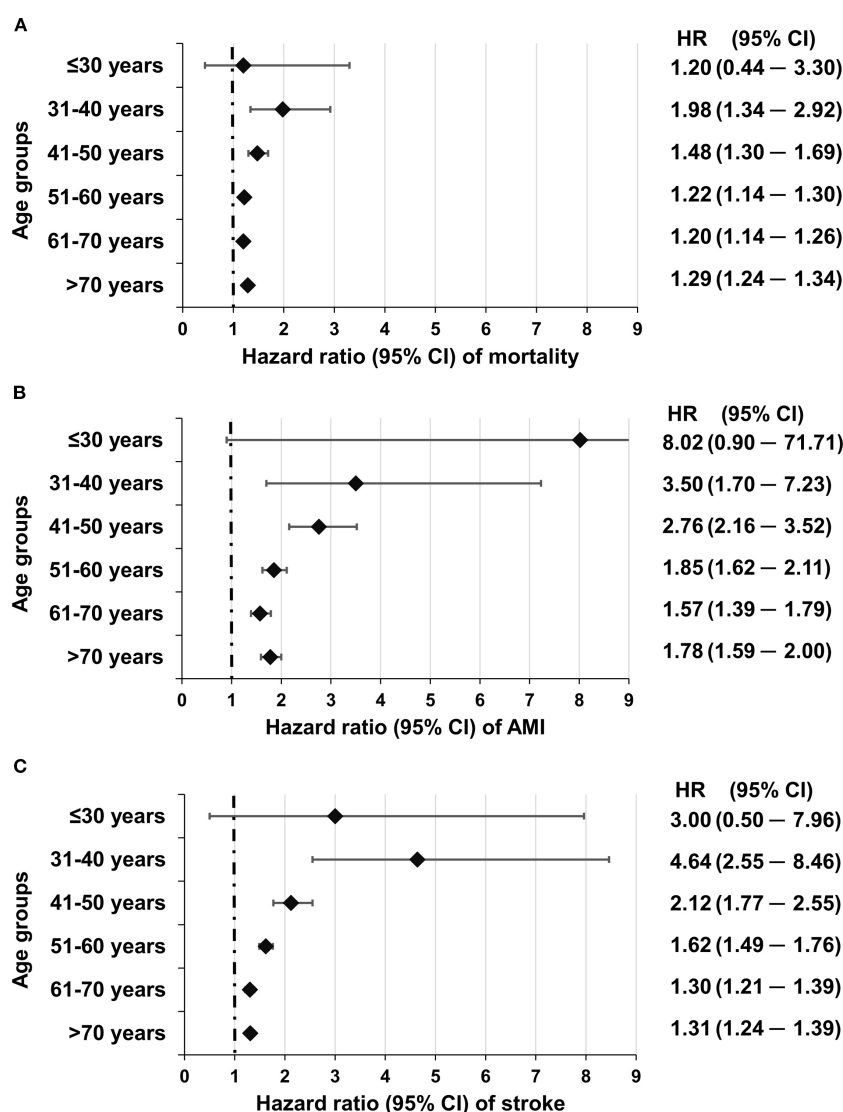 A
HR (95% CI)
≤30 years 1.20 (0.44 — 3.30)
31-40 years 1.98 (1.34 — 2.92)
41-50 years 1.48 (1.30 — 1.69)
51-60 years 1.22 (1.14 — 1.30)
61-70 years 1.20 (1.14 — 1.26)
>70 years 1.29 (1.24 — 1.34)
Age groups
0 1 2 3 4 5 6 7 8 9
Hazard ratio (95% CI) of mortality
B
HR (95% CI)
≤30 years 8.02 (0.90 — 71.71)
31-40 years 3.50 (1.70 — 7.23)
41-50 years 2.76 (2.16 — 3.52)
51-60 years 1.85 (1.62 — 2.11)
61-70 years 1.57 (1.39 — 1.79)
>70 years 1.78 (1.59 — 2.00)
Age groups
0 1 2 3 4 5 6 7 8 9
Hazard ratio (95% CI) of AMI
C
HR (95% CI)
≤30 years 3.00 (0.50 — 7.96)
31-40 years 4.64 (2.55 — 8.46)
41-50 years 2.12 (1.77 — 2.55)
51-60 years 1.62 (1.49 — 1.76)
61-70 years 1.30 (1.21 — 1.39)
>70 years 1.31 (1.24 — 1.39)
Age groups
0 1 2 3 4 5 6 7 8 9
Hazard ratio (95% CI) of stroke